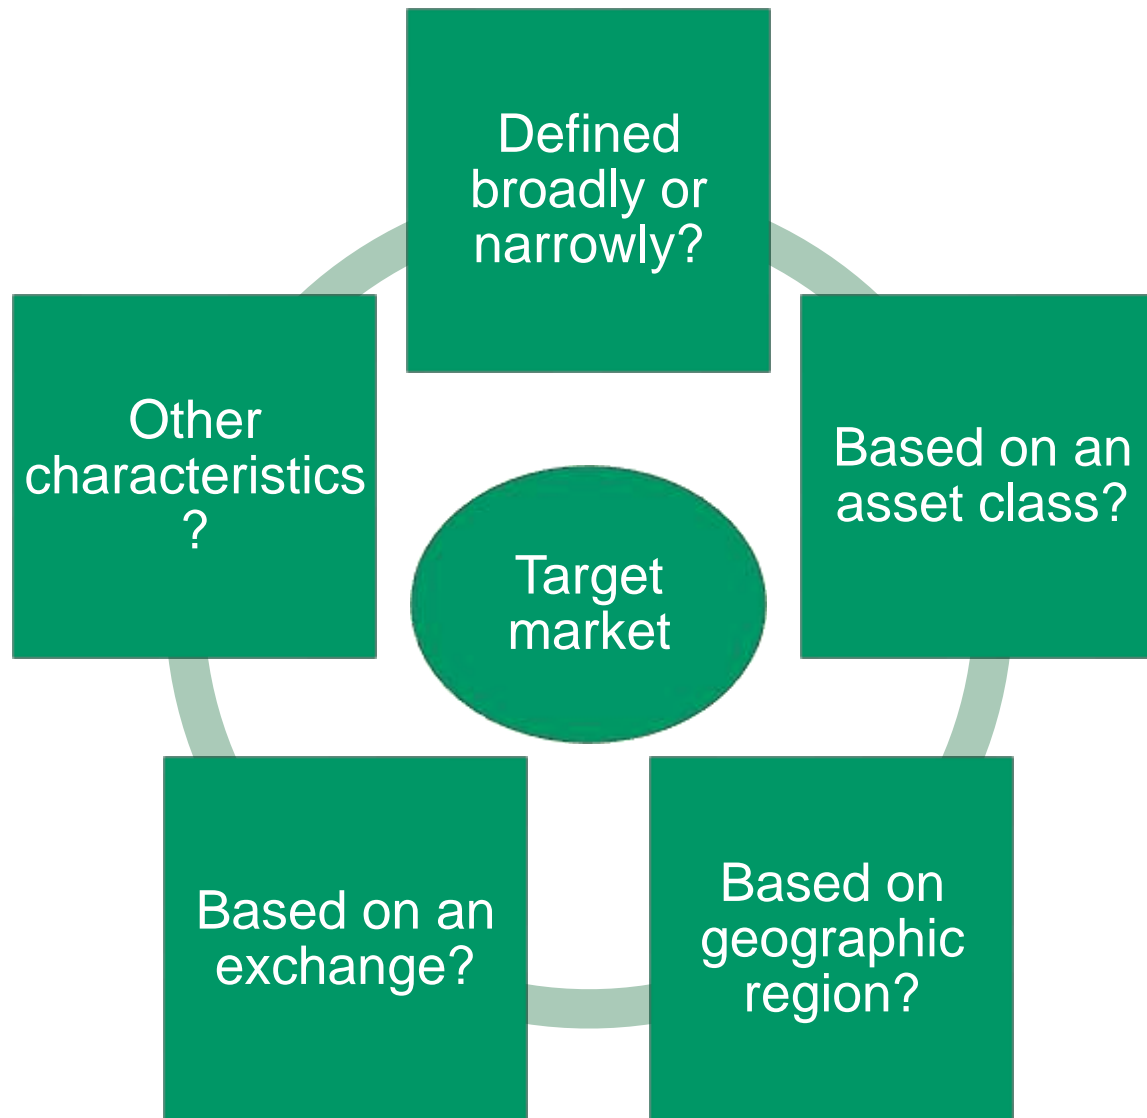 Defined
broadly or
narrowly?
Based on an
asset class?
Based on
geographic
region?
Based on an
exchange?
Other
characteristics
?
Target
market